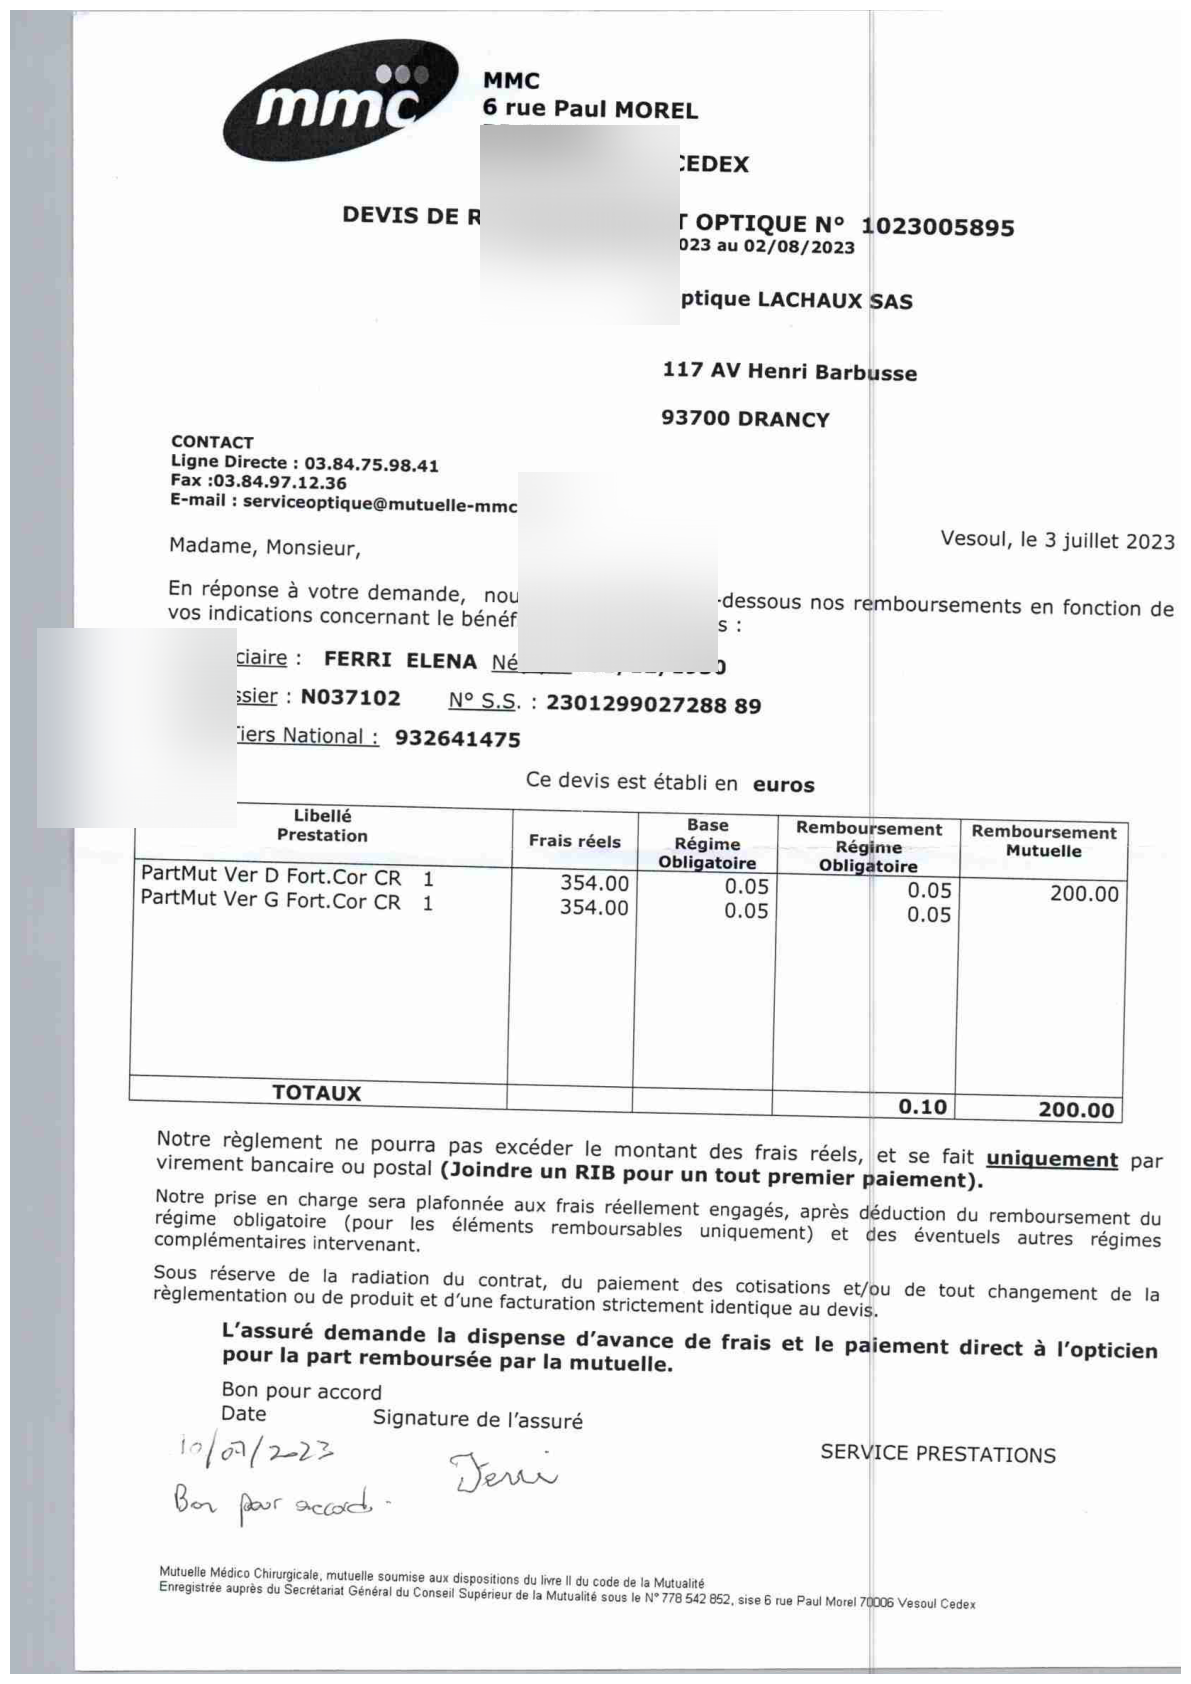 mmc
MMC
6 rue Paul MOREL
CEDEX
DEVIS DE R
T OPTIQUE N° 1023005895
023 au 02/08/2023
ptique LACHAUX SAS
117 AV Henri Barbusse
93700 DRANCY
CONTACT
Ligne Directe : 03.84.75.98.41
Fax :03.84.97.12.36
E-mail : serviceoptique@mutuelle-mmc
Vesoul, le 3 juillet 2023
Madame, Monsieur,
En réponse à votre demande, nou -dessous nos remboursements en fonction de
vos indications concernant le bénéf s :
ciaire : FERRI ELENA Né
ssier : N037102 N° S.S. : 2301299027288 89
Tiers National : 932641475
Ce devis est établi en euros
Libellé Prestation Frais réels Base Régime Obligatoire Remboursement Régime Obligatoire Remboursement Mutuelle
PartMut Ver D Fort.Cor CR 1 354.00 0.05 0.05 200.00
PartMut Ver G Fort.Cor CR 1 354.00 0.05 0.05
TOTAUX 0.10 200.00
Notre règlement ne pourra pas excéder le montant des frais réels, et se fait uniquement par
virement bancaire ou postal (Joindre un RIB pour un tout premier paiement).
Notre prise en charge sera plafonnée aux frais réellement engagés, après déduction du remboursement du
régime obligatoire (pour les éléments remboursables uniquement) et des éventuels autres régimes
complémentaires intervenant.
Sous réserve de la radiation du contrat, du paiement des cotisations et/ou de tout changement de la
règlementation ou de produit et d'une facturation strictement identique au devis.
L'assuré demande la dispense d'avance de frais et le paiement direct à l'opticien
pour la part remboursée par la mutuelle.
Bon pour accord
Date Signature de l'assuré
10/07/2023
Ferri
SERVICE PRESTATIONS
Bon pour accord.
Mutuelle Médico Chirurgicale, mutuelle soumise aux dispositions du livre II du code de la Mutualité
Enregistrée auprès du Secrétariat Général du Conseil Supérieur de la Mutualité sous le N° 778 542 852, sise 6 rue Paul Morel 70006 Vesoul Cedex